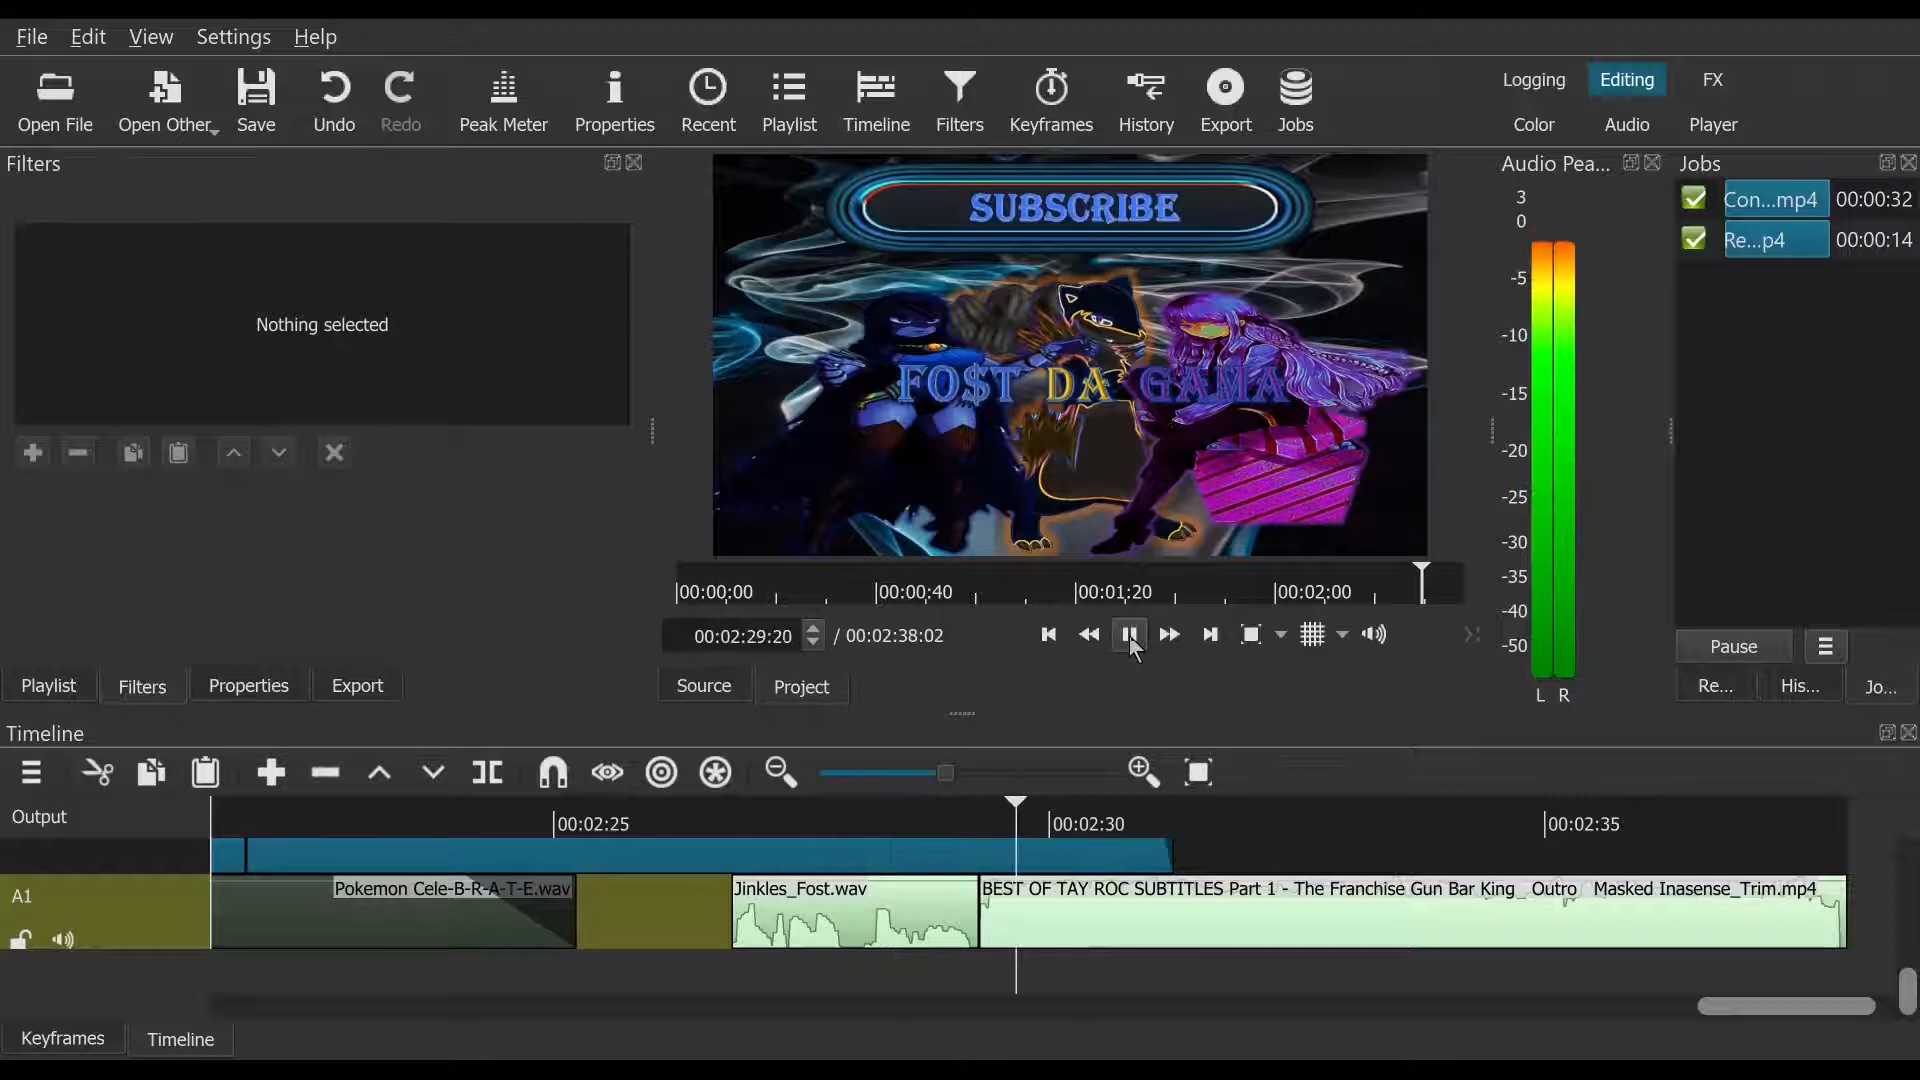 File Edit View Settings Help
Open File Open Other Save Undo Redo Peak Meter Properties Recent Playlist Timeline Filters Keyframes History Export Jobs
Logging Editing FX
Color Audio Player
Filters
Nothing selected
SUBSCRIBE
FO$T DA GAMA
Audio Pea...
3
0
-5
-10
-15
-20
-25
-30
-35
-40
-50
L R
Jobs
Con...mp4 00:00:32
Re...p4 00:00:14
00:00:00 00:00:40 00:01:20 00:02:00
00:02:29:20 / 00:02:38:02
Pause
Playlist Filters Properties Export
Source Project
Re... His... Jo...
Timeline
Output
00:02:25 00:02:30 00:02:35
A1
Pokemon Cele-B-R-A-T-E.wav
Jinkles_Fost.wav
BEST OF TAY ROC SUBTITLES Part 1 - The Franchise Gun Bar King _ Outro Masked Inasense_Trim.mp4
Keyframes Timeline